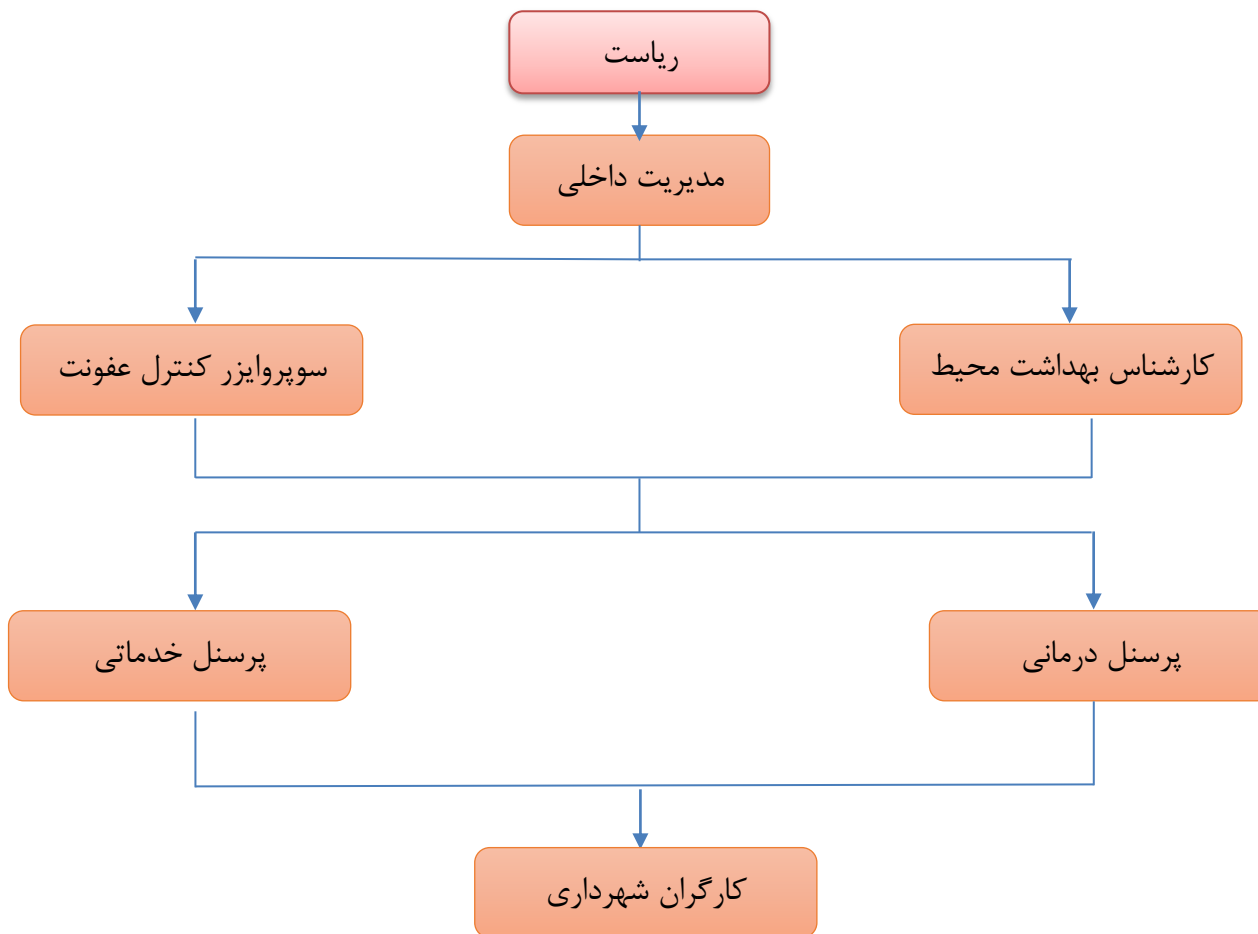 ریاست
مدیریت داخلی
کارشناس بهداشت محیط
سوپروایزر کنترل عفونت
پرسنل درمانی
پرسنل خدماتی
کارگران شهرداری